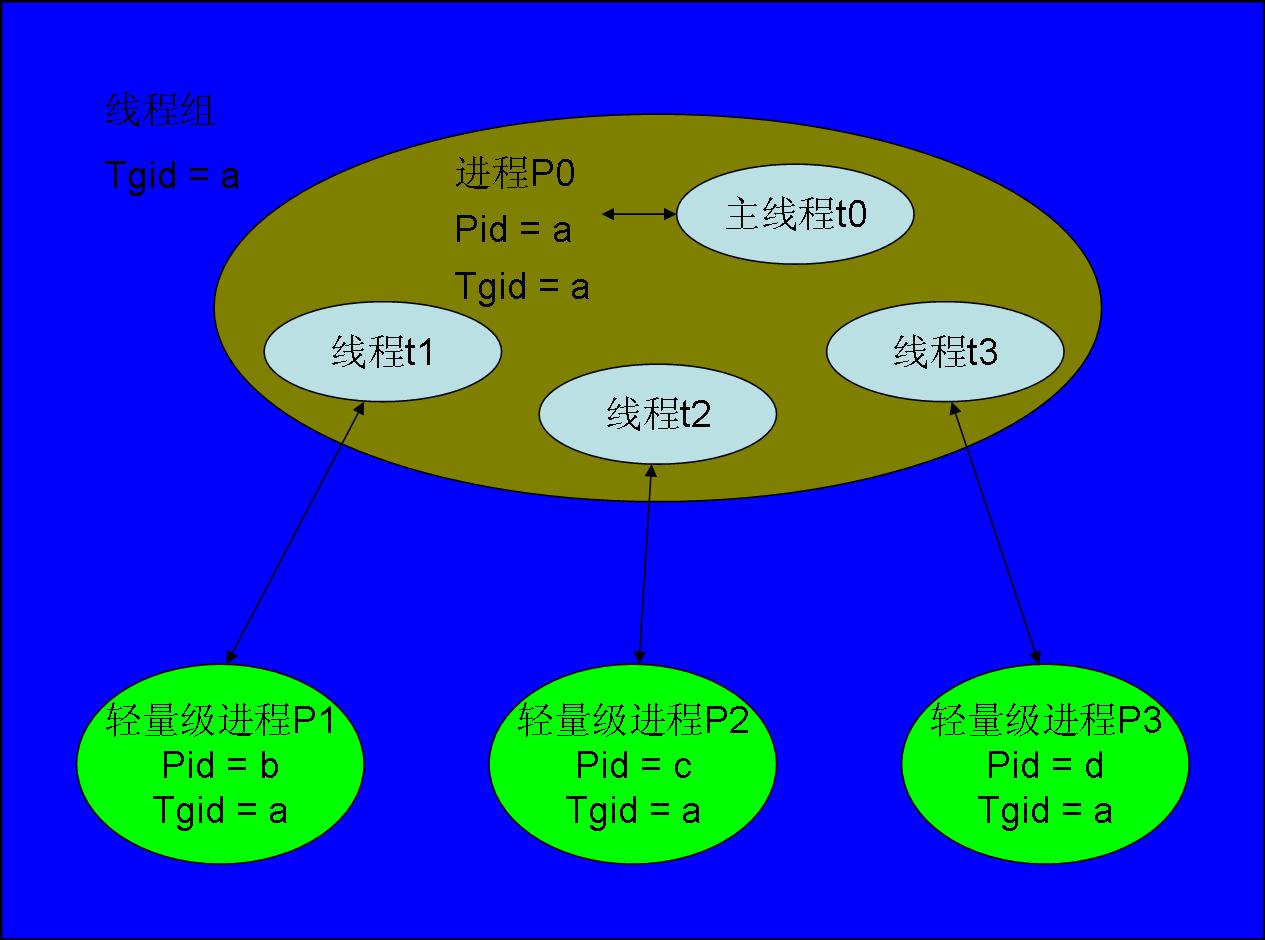 线程组
Tgid = a
进程P0
Pid = a
Tgid = a
主线程t0
线程t1
线程t2
线程t3
轻量级进程P1
Pid = b
Tgid = a
轻量级进程P2
Pid = c
Tgid = a
轻量级进程P3
Pid = d
Tgid = a